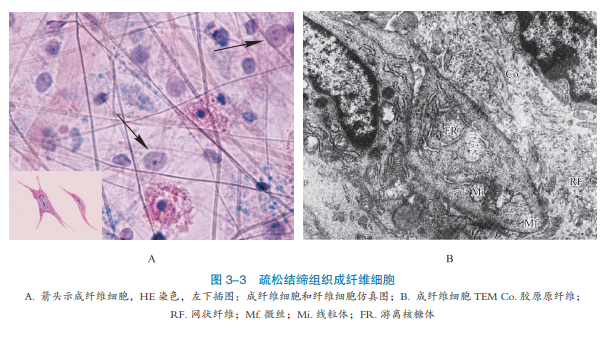 Co
FR
Mi
RF
Mf
A
B
图 3-3 疏松结缔组织成纤维细胞
A. 箭头示成纤维细胞，HE 染色，左下插图：成纤维细胞和纤维细胞仿真图；B. 成纤维细胞 TEM Co. 胶原原纤维；
RF. 网状纤维；Mf. 微丝；Mi. 线粒体；FR. 游离核糖体